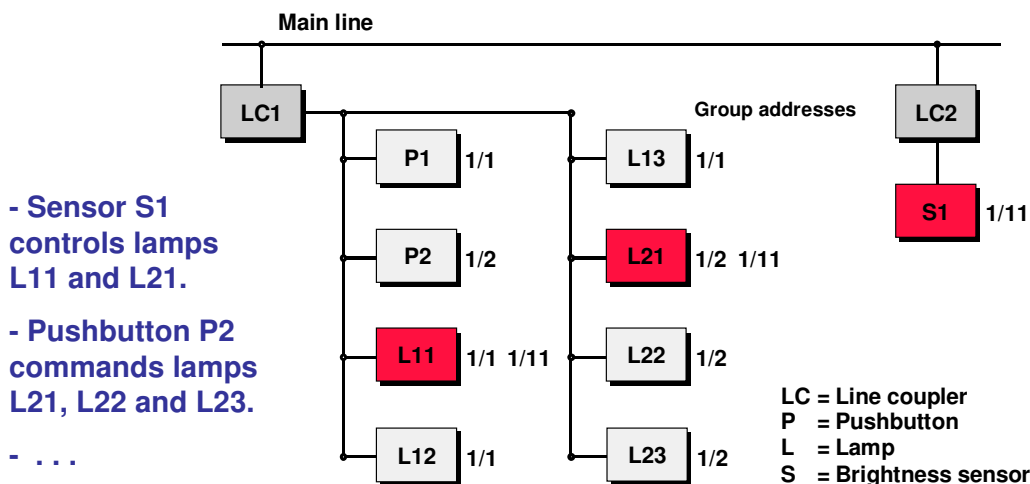 Main line
LC1
Group addresses
LC2
P1 1/1
L13 1/1
- Sensor S1
controls lamps
L11 and L21.
S1 1/11
P2 1/2
L21 1/2 1/11
- Pushbutton P2
commands lamps
L21, L22 and L23.
L11 1/1 1/11
L22 1/2
- . . .
L12 1/1
L23 1/2
LC = Line coupler
P = Pushbutton
L = Lamp
S = Brightness sensor